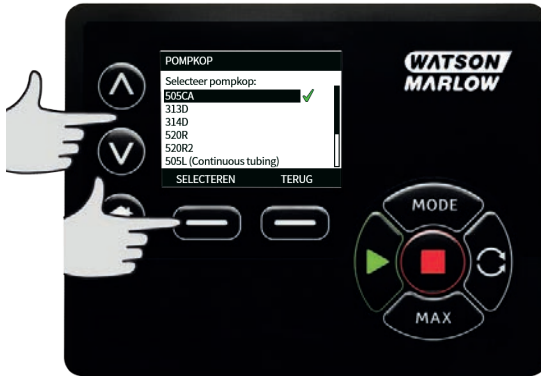 POMPKOP
Selecteer pompkop:
505CA
313D
314D
520R
520R2
505L (Continuous tubing)
SELECTEREN TERUG
WATSON
MARLOW
MODE
MAX